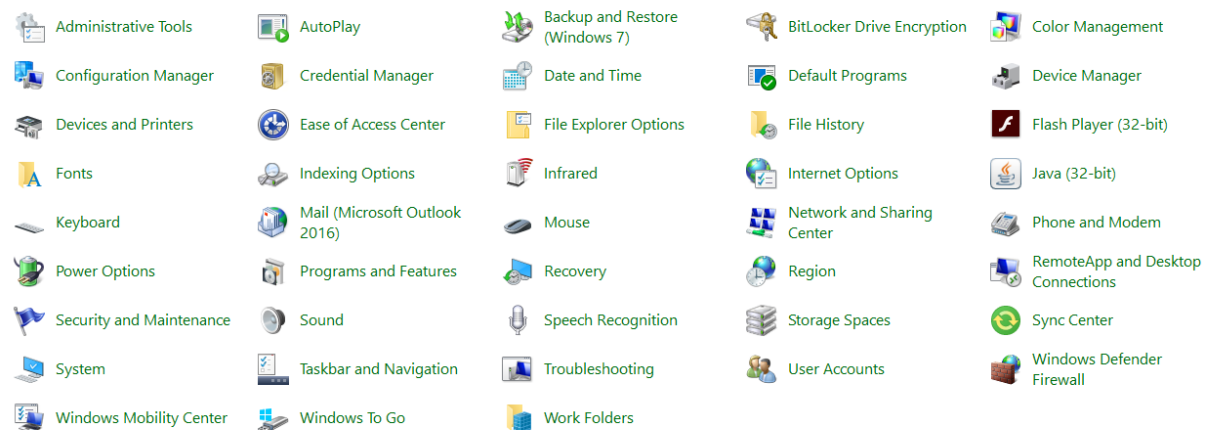 Administrative Tools
AutoPlay
Backup and Restore
(Windows 7)
BitLocker Drive Encryption
Color Management
Configuration Manager
Credential Manager
Date and Time
Default Programs
Device Manager
Devices and Printers
Ease of Access Center
File Explorer Options
File History
Flash Player (32-bit)
Fonts
Indexing Options
Infrared
Internet Options
Java (32-bit)
Keyboard
Mail (Microsoft Outlook
2016)
Mouse
Network and Sharing
Center
Phone and Modem
Power Options
Programs and Features
Recovery
Region
RemoteApp and Desktop
Connections
Security and Maintenance
Sound
Speech Recognition
Storage Spaces
Sync Center
System
Taskbar and Navigation
Troubleshooting
User Accounts
Windows Defender
Firewall
Windows Mobility Center
Windows To Go
Work Folders